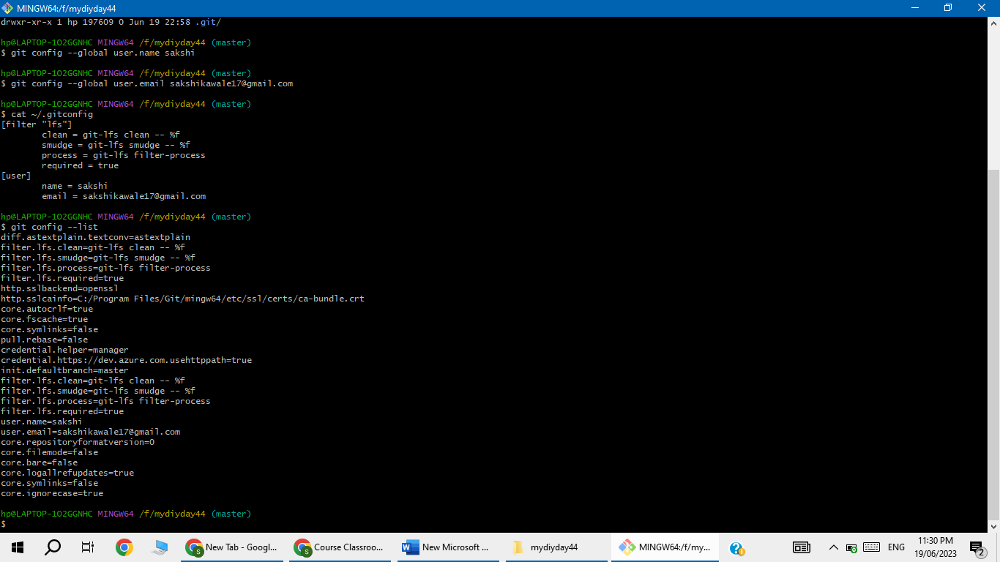 MINGW64:/f/mydiyday44
drwxr-xr-x 1 hp 197609 0 Jun 19 22:58 .git/
hp@LAPTOP-1O2GGNHC MINGW64 /f/mydiyday44 (master)
$ git config --global user.name sakshi
hp@LAPTOP-1O2GGNHC MINGW64 /f/mydiyday44 (master)
$ git config --global user.email sakshikawale17@gmail.com
hp@LAPTOP-1O2GGNHC MINGW64 /f/mydiyday44 (master)
$ cat ~/.gitconfig
[filter "lfs"]
clean = git-lfs clean -- %f
smudge = git-lfs smudge -- %f
process = git-lfs filter-process
required = true
[user]
name = sakshi
email = sakshikawale17@gmail.com
hp@LAPTOP-1O2GGNHC MINGW64 /f/mydiyday44 (master)
$ git config --list
diff.astextplain.textconv=astextplain
filter.lfs.clean=git-lfs clean -- %f
filter.lfs.smudge=git-lfs smudge -- %f
filter.lfs.process=git-lfs filter-process
filter.lfs.required=true
http.sslbackend=openssl
http.sslcainfo=C:/Program Files/Git/mingw64/etc/ssl/certs/ca-bundle.crt
core.autocrlf=true
core.fscache=true
core.symlinks=false
pull.rebase=false
credential.helper=manager
credential.https://dev.azure.com.usehttppath=true
init.defaultbranch=master
filter.lfs.clean=git-lfs clean -- %f
filter.lfs.smudge=git-lfs smudge -- %f
filter.lfs.process=git-lfs filter-process
filter.lfs.required=true
user.name=sakshi
user.email=sakshikawale17@gmail.com
core.repositoryformatversion=0
core.filemode=false
core.bare=false
core.logallrefupdates=true
core.symlinks=false
core.ignorecase=true
hp@LAPTOP-1O2GGNHC MINGW64 /f/mydiyday44 (master)
$
New Tab - Googl... Course Classroo... New Microsoft ... mydiyday44 MINGW64:/f/my... ENG 11:30 PM
19/06/2023 2